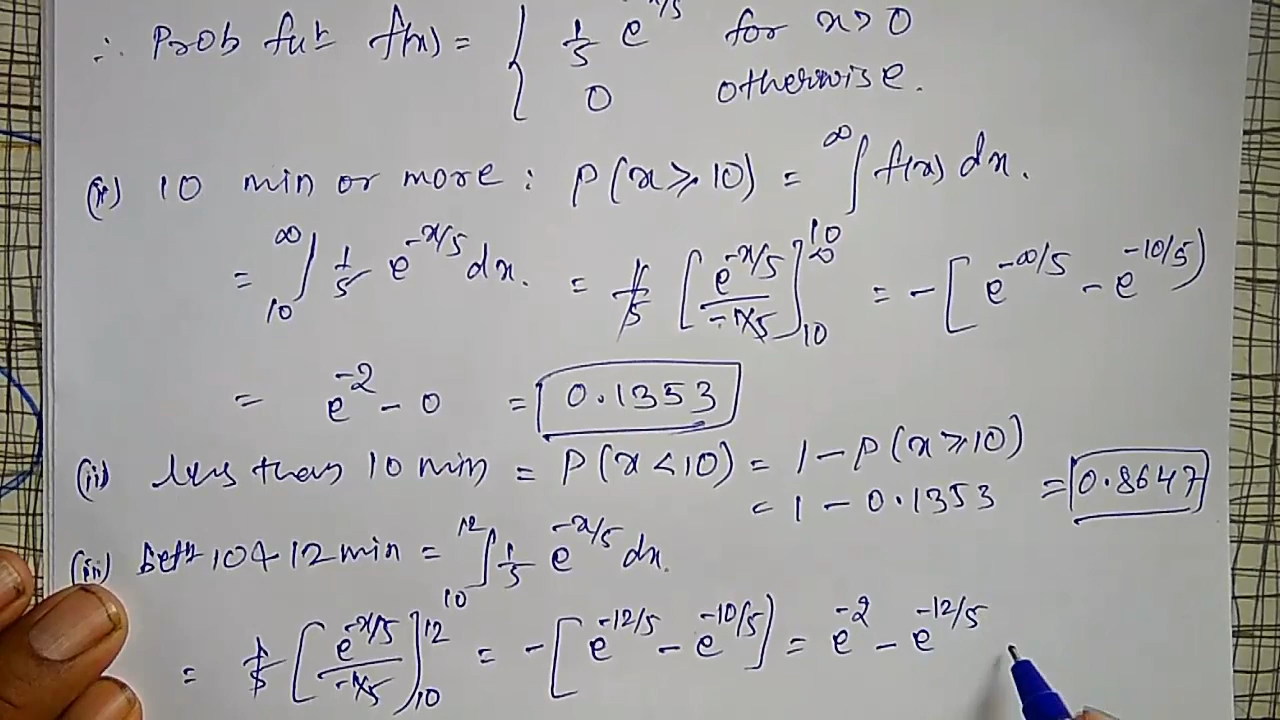 ∴ Prob fun f(x) = { 1/5 e^-x/5 for x>0
0 otherwise.
(i) 10 min or more : P(x≥10) = ∫^∞ f(x) dx.
= ∫_10^∞ 1/5 e^-x/5 dx. = 1/5 [e^-x/5 / -1/5]_10^∞ = -[e^-∞/5 - e^-10/5)
= e^-2 - 0 = 0.1353
(ii) less than 10 min = P(x<10) = 1-P(x≥10)
= 1 - 0.1353 = 0.8647
(iii) betn 10 & 12 min = ∫_10^12 1/5 e^-x/5 dx.
= 1/5 [e^-x/5 / -1/5]_10^12 = -[e^-12/5 - e^-10/5] = e^-2 - e^-12/5